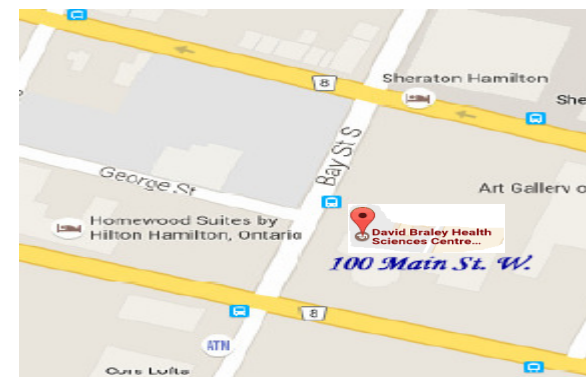 8
Sheraton Hamilton
She
Bay St S
George St
Art Gallery o
Homewood Suites by
Hilton Hamilton, Ontario
David Braley Health
Sciences Centre...
100 Main St. W.
8
ATM